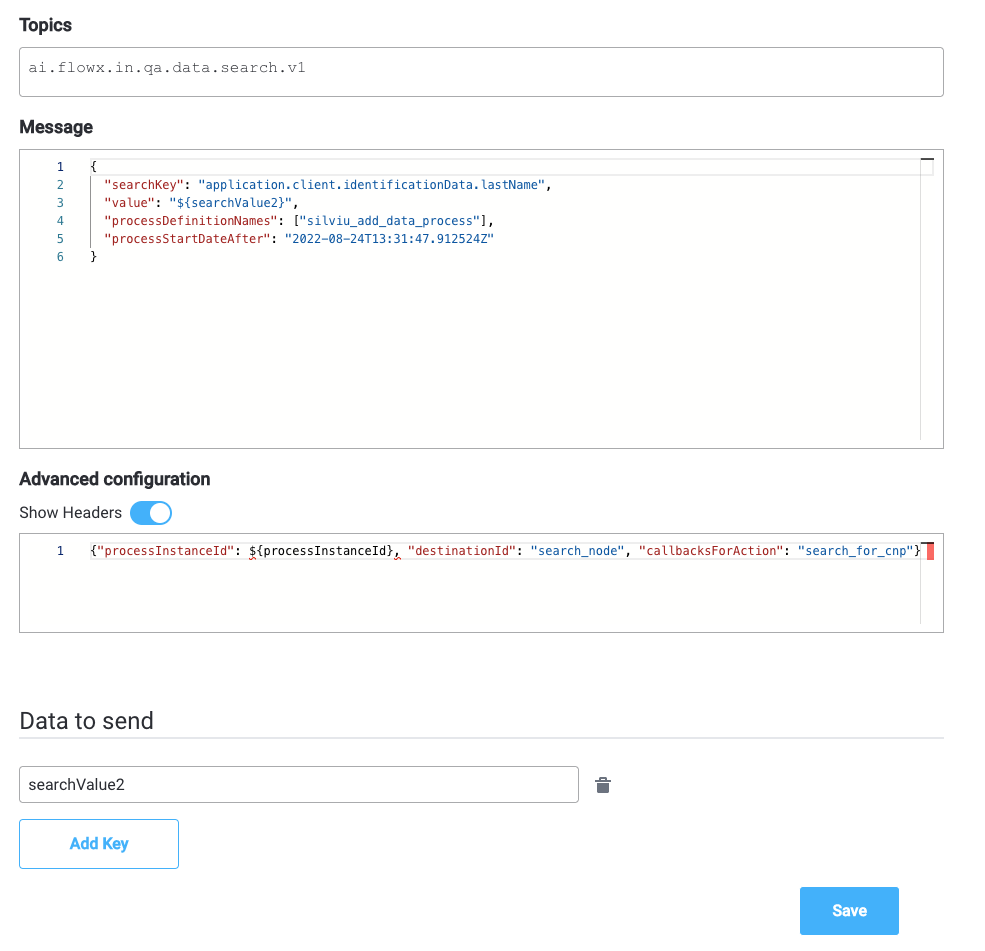 Topics
ai.flowx.in.qa.data.search.v1
Message
1 {
2 "searchKey": "application.client.identificationData.lastName",
3 "value": "${searchValue2}",
4 "processDefinitionNames": ["silviu_add_data_process"],
5 "processStartDateAfter": "2022-08-24T13:31:47.912524Z"
6 }
Advanced configuration
Show Headers
1 {"processInstanceId": ${processInstanceId}, "destinationId": "search_node", "callbacksForAction": "search_for_cnp"}
Data to send
searchValue2
Add Key
Save